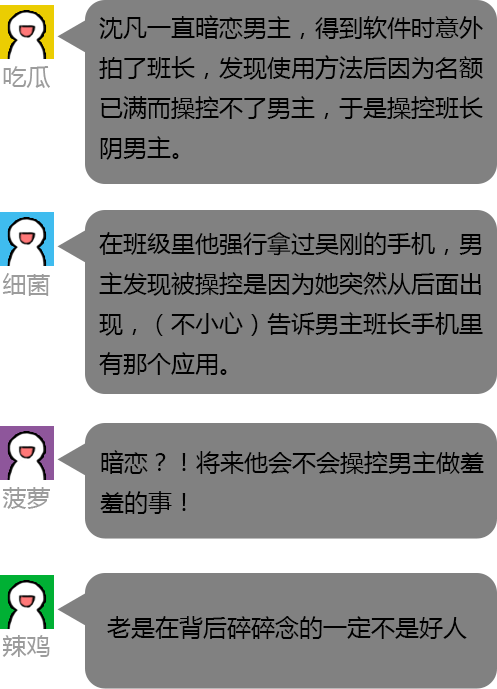 沈凡一直暗恋男主，得到软件时意外
拍了班长，发现使用方法后因为名额
已满而操控不了男主，于是操控班长
阴男主。
吃瓜
在班级里他强行拿过吴刚的手机，男
主发现被操控是因为她突然从后面出
现，（不小心）告诉男主班长手机里
有那个应用。
细菌
暗恋？！将来他会不会操控男主做羞
羞的事！
菠萝
老是在背后碎碎念的一定不是好人
辣鸡